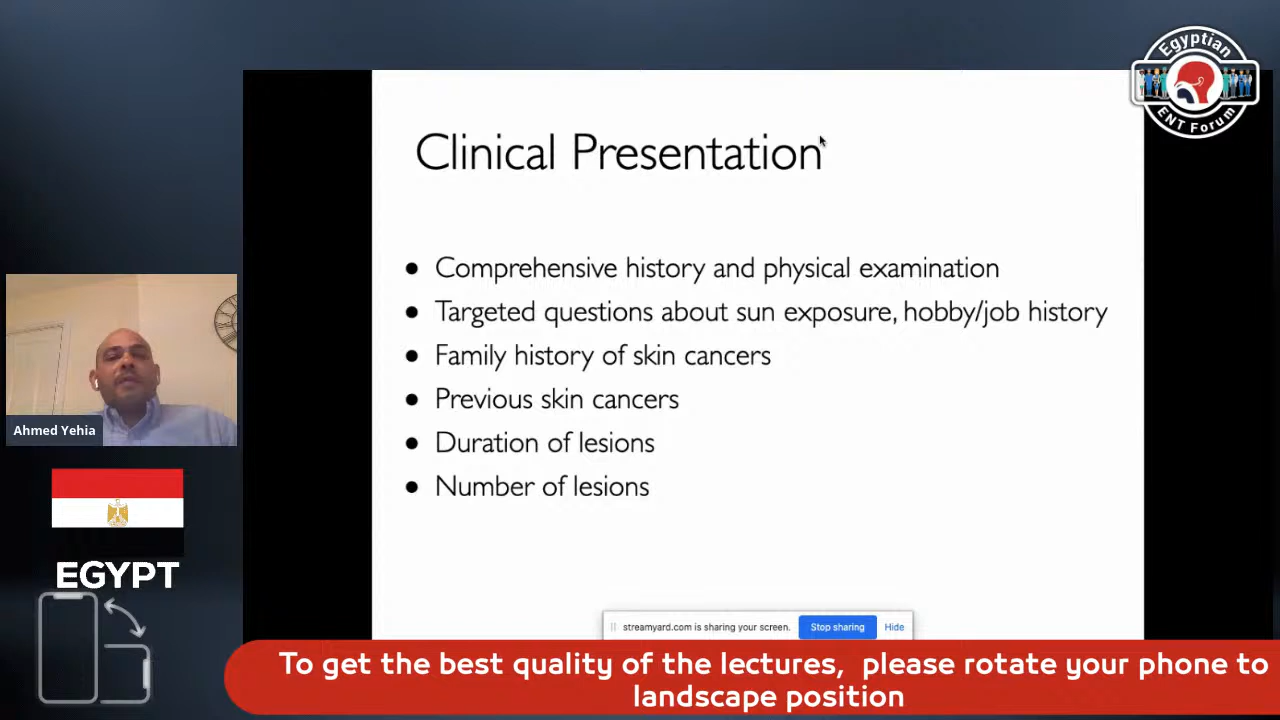 Egyptian
ENT Forum
Clinical Presentation
● Comprehensive history and physical examination
● Targeted questions about sun exposure, hobby/job history
● Family history of skin cancers
● Previous skin cancers
● Duration of lesions
● Number of lesions
Ahmed Yehia
EGYPT
streamyard.com is sharing your screen. Stop sharing Hide
To get the best quality of the lectures, please rotate your phone to
landscape position